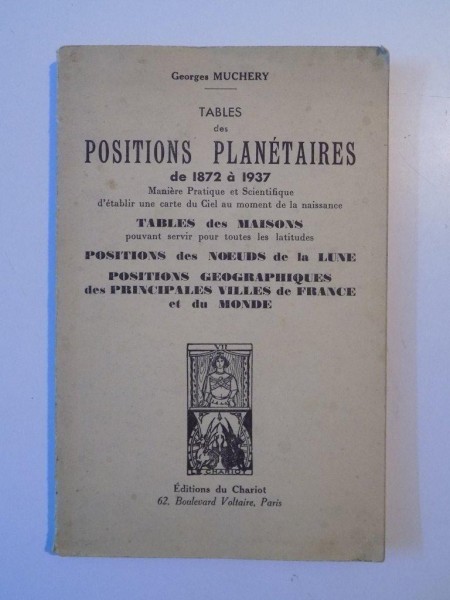 Georges MUCHERY
TABLES
des
POSITIONS PLANÉTAIRES
de 1872 à 1937
Manière Pratique et Scientifique
d'établir une carte du Ciel au moment de la naissance
TABLES des MAISONS
pouvant servir pour toutes les latitudes
POSITIONS des NŒUDS de la LUNE
POSITIONS GEOGRAPHIQUES
des PRINCIPALES VILLES de FRANCE
et du MONDE
VII
LE CHARIOT
Éditions du Chariot
62, Boulevard Voltaire, Paris